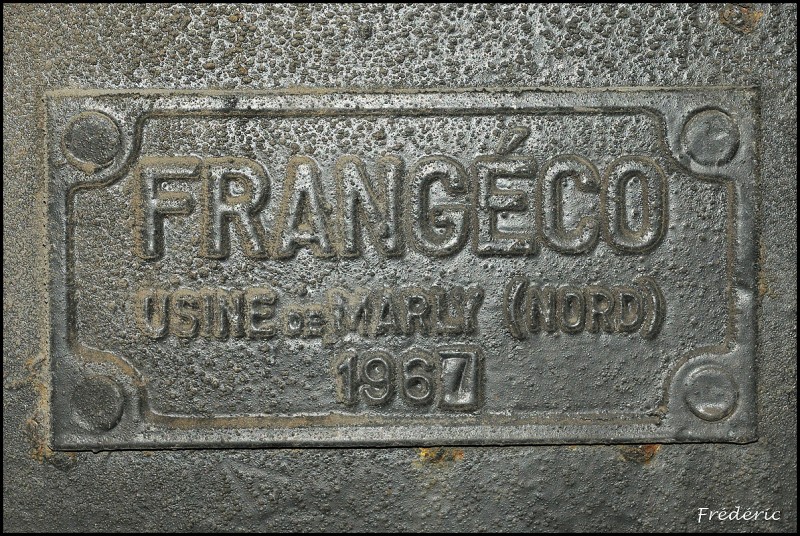 FRANGÉCO
USINE DE MARLY (NORD)
1967
Frédéric